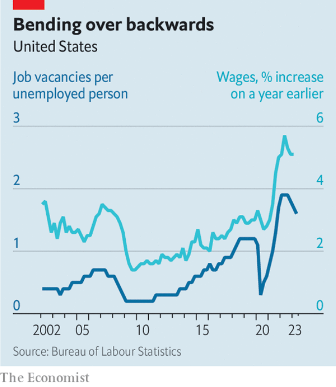 Bending over backwards
United States
Job vacancies per
unemployed person
Wages, % increase
on a year earlier
3 6
2 4
1 2
0 0
2002 05 10 15 20 23
Source: Bureau of Labour Statistics
The Economist